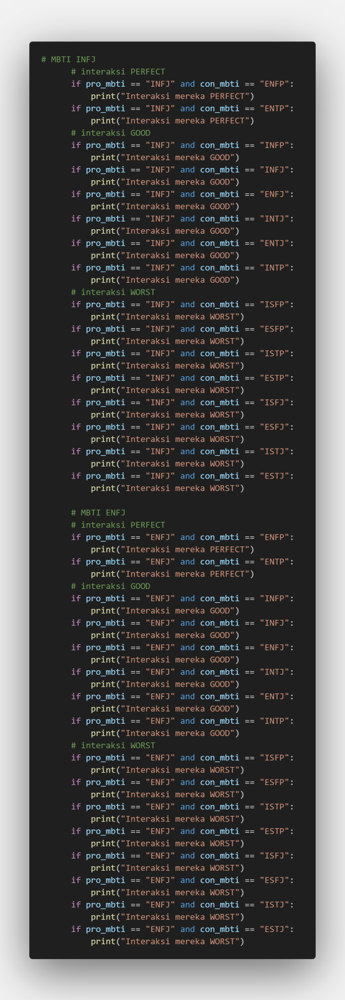 # MBTI INFJ
# interaksi PERFECT
if pro_mbti == "INFJ" and con_mbti == "ENFP":
print("Interaksi mereka PERFECT")
if pro_mbti == "INFJ" and con_mbti == "ENTP":
print("Interaksi mereka PERFECT")
# interaksi GOOD
if pro_mbti == "INFJ" and con_mbti == "INFP":
print("Interaksi mereka GOOD")
if pro_mbti == "INFJ" and con_mbti == "INFJ":
print("Interaksi mereka GOOD")
if pro_mbti == "INFJ" and con_mbti == "ENFJ":
print("Interaksi mereka GOOD")
if pro_mbti == "INFJ" and con_mbti == "INTJ":
print("Interaksi mereka GOOD")
if pro_mbti == "INFJ" and con_mbti == "ENTJ":
print("Interaksi mereka GOOD")
if pro_mbti == "INFJ" and con_mbti == "INTP":
print("Interaksi mereka GOOD")
# interaksi WORST
if pro_mbti == "INFJ" and con_mbti == "ISFP":
print("Interaksi mereka WORST")
if pro_mbti == "INFJ" and con_mbti == "ESFP":
print("Interaksi mereka WORST")
if pro_mbti == "INFJ" and con_mbti == "ISTP":
print("Interaksi mereka WORST")
if pro_mbti == "INFJ" and con_mbti == "ESTP":
print("Interaksi mereka WORST")
if pro_mbti == "INFJ" and con_mbti == "ISFJ":
print("Interaksi mereka WORST")
if pro_mbti == "INFJ" and con_mbti == "ESFJ":
print("Interaksi mereka WORST")
if pro_mbti == "INFJ" and con_mbti == "ISTJ":
print("Interaksi mereka WORST")
if pro_mbti == "INFJ" and con_mbti == "ESTJ":
print("Interaksi mereka WORST")
# MBTI ENFJ
# interaksi PERFECT
if pro_mbti == "ENFJ" and con_mbti == "ENFP":
print("Interaksi mereka PERFECT")
if pro_mbti == "ENFJ" and con_mbti == "ENTP":
print("Interaksi mereka PERFECT")
# interaksi GOOD
if pro_mbti == "ENFJ" and con_mbti == "INFP":
print("Interaksi mereka GOOD")
if pro_mbti == "ENFJ" and con_mbti == "INFJ":
print("Interaksi mereka GOOD")
if pro_mbti == "ENFJ" and con_mbti == "ENFJ":
print("Interaksi mereka GOOD")
if pro_mbti == "ENFJ" and con_mbti == "INTJ":
print("Interaksi mereka GOOD")
if pro_mbti == "ENFJ" and con_mbti == "ENTJ":
print("Interaksi mereka GOOD")
if pro_mbti == "ENFJ" and con_mbti == "INTP":
print("Interaksi mereka GOOD")
# interaksi WORST
if pro_mbti == "ENFJ" and con_mbti == "ISFP":
print("Interaksi mereka WORST")
if pro_mbti == "ENFJ" and con_mbti == "ESFP":
print("Interaksi mereka WORST")
if pro_mbti == "ENFJ" and con_mbti == "ISTP":
print("Interaksi mereka WORST")
if pro_mbti == "ENFJ" and con_mbti == "ESTP":
print("Interaksi mereka WORST")
if pro_mbti == "ENFJ" and con_mbti == "ISFJ":
print("Interaksi mereka WORST")
if pro_mbti == "ENFJ" and con_mbti == "ESFJ":
print("Interaksi mereka WORST")
if pro_mbti == "ENFJ" and con_mbti == "ISTJ":
print("Interaksi mereka WORST")
if pro_mbti == "ENFJ" and con_mbti == "ESTJ":
print("Interaksi mereka WORST")